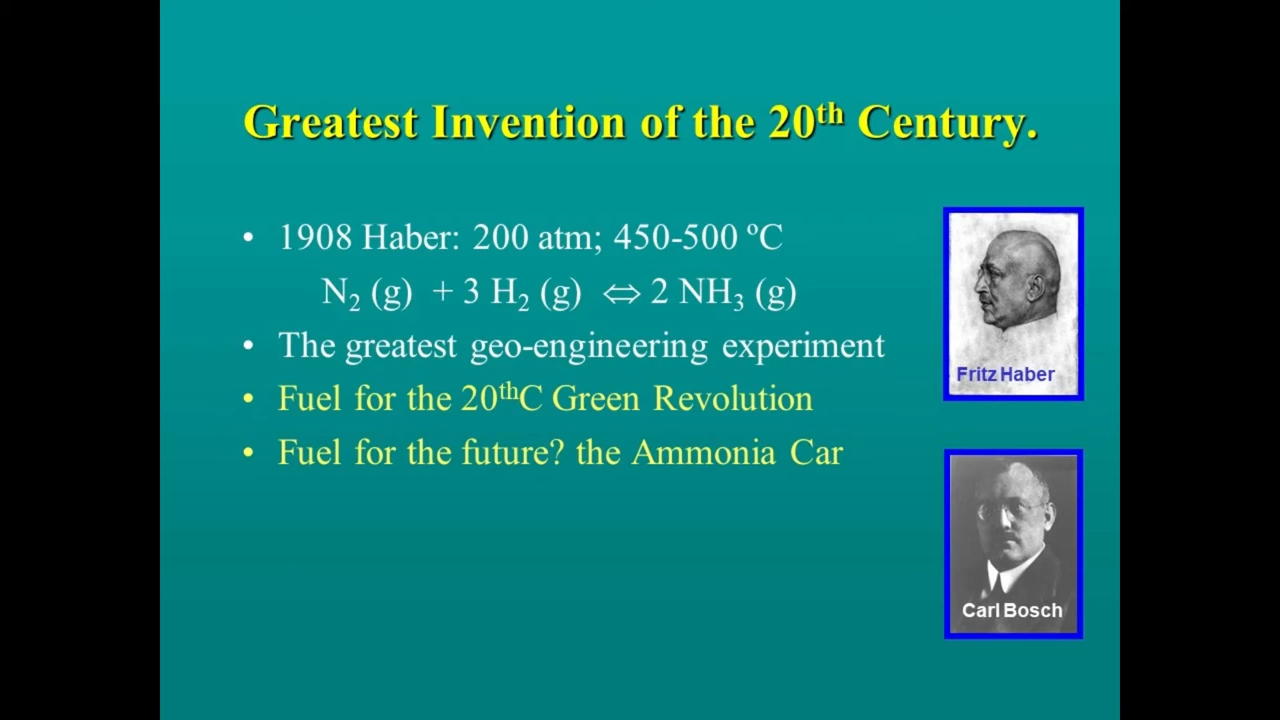 Greatest Invention of the 20th Century.
• 1908 Haber: 200 atm; 450-500 ºC
N₂ (g) + 3 H₂ (g) ⇔ 2 NH₃ (g)
• The greatest geo-engineering experiment
• Fuel for the 20thC Green Revolution
• Fuel for the future? the Ammonia Car
Fritz Haber
Carl Bosch